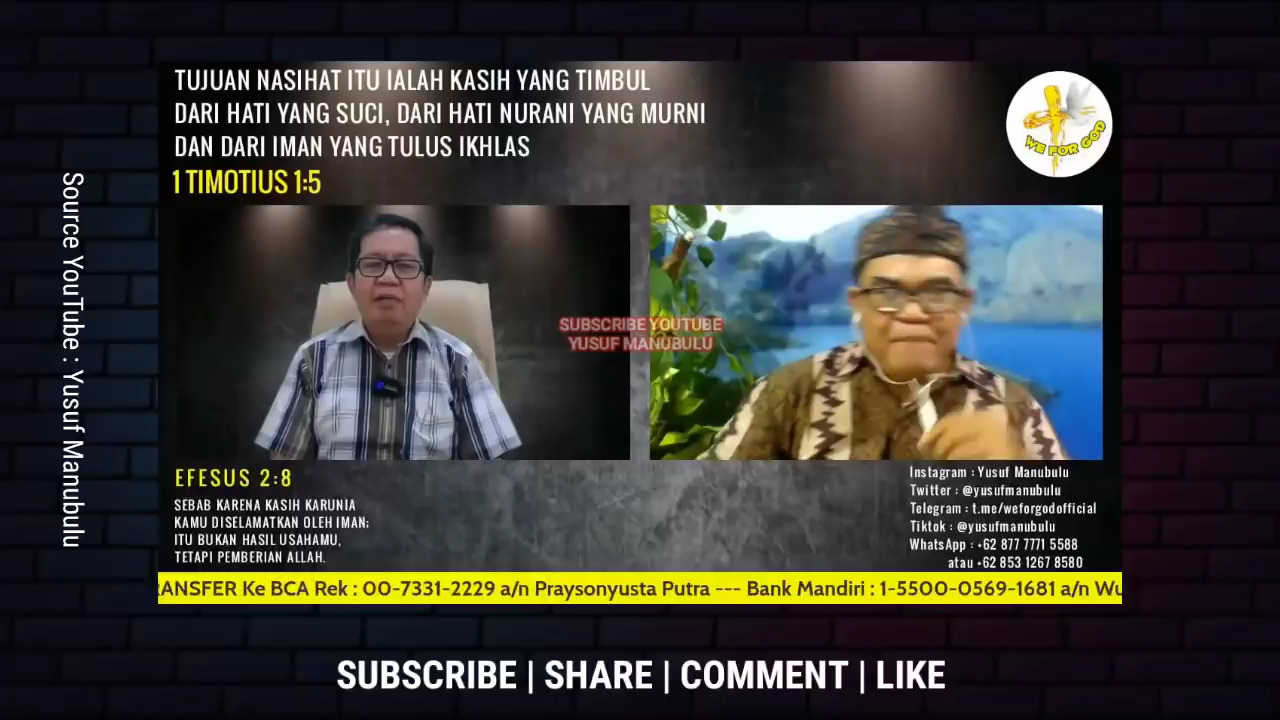 TUJUAN NASIHAT ITU IALAH KASIH YANG TIMBUL
DARI HATI YANG SUCI, DARI HATI NURANI YANG MURNI
DAN DARI IMAN YANG TULUS IKHLAS
1 TIMOTIUS 1:5
WE FOR GOD
Source YouTube : Yusuf Manubulu
SUBSCRIBE YOUTUBE
YUSUF MANUBULU
EFESUS 2:8
SEBAB KARENA KASIH KARUNIA
KAMU DISELAMATKAN OLEH IMAN;
ITU BUKAN HASIL USAHAMU,
TETAPI PEMBERIAN ALLAH.
Instagram : Yusuf Manubulu
Twitter : @yusufmanubulu
Telegram : t.me/weforgodofficial
Tiktok : @yusufmanubulu
WhatsApp : +62 877 7771 5588
atau +62 853 1267 8580
RANSFER Ke BCA Rek : 00-7331-2229 a/n Praysonyusta Putra --- Bank Mandiri : 1-5500-0569-1681 a/n Wu
SUBSCRIBE | SHARE | COMMENT | LIKE